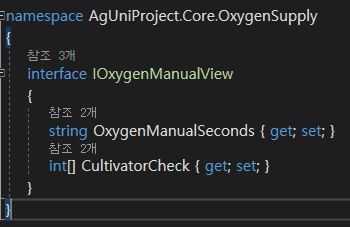 namespace AgUniProject.Core.OxygenSupply
{
참조 3개
interface IOxygenManualView
{
참조 2개
string OxygenManualSeconds { get; set; }
참조 2개
int[] CultivatorCheck { get; set; }
}
}